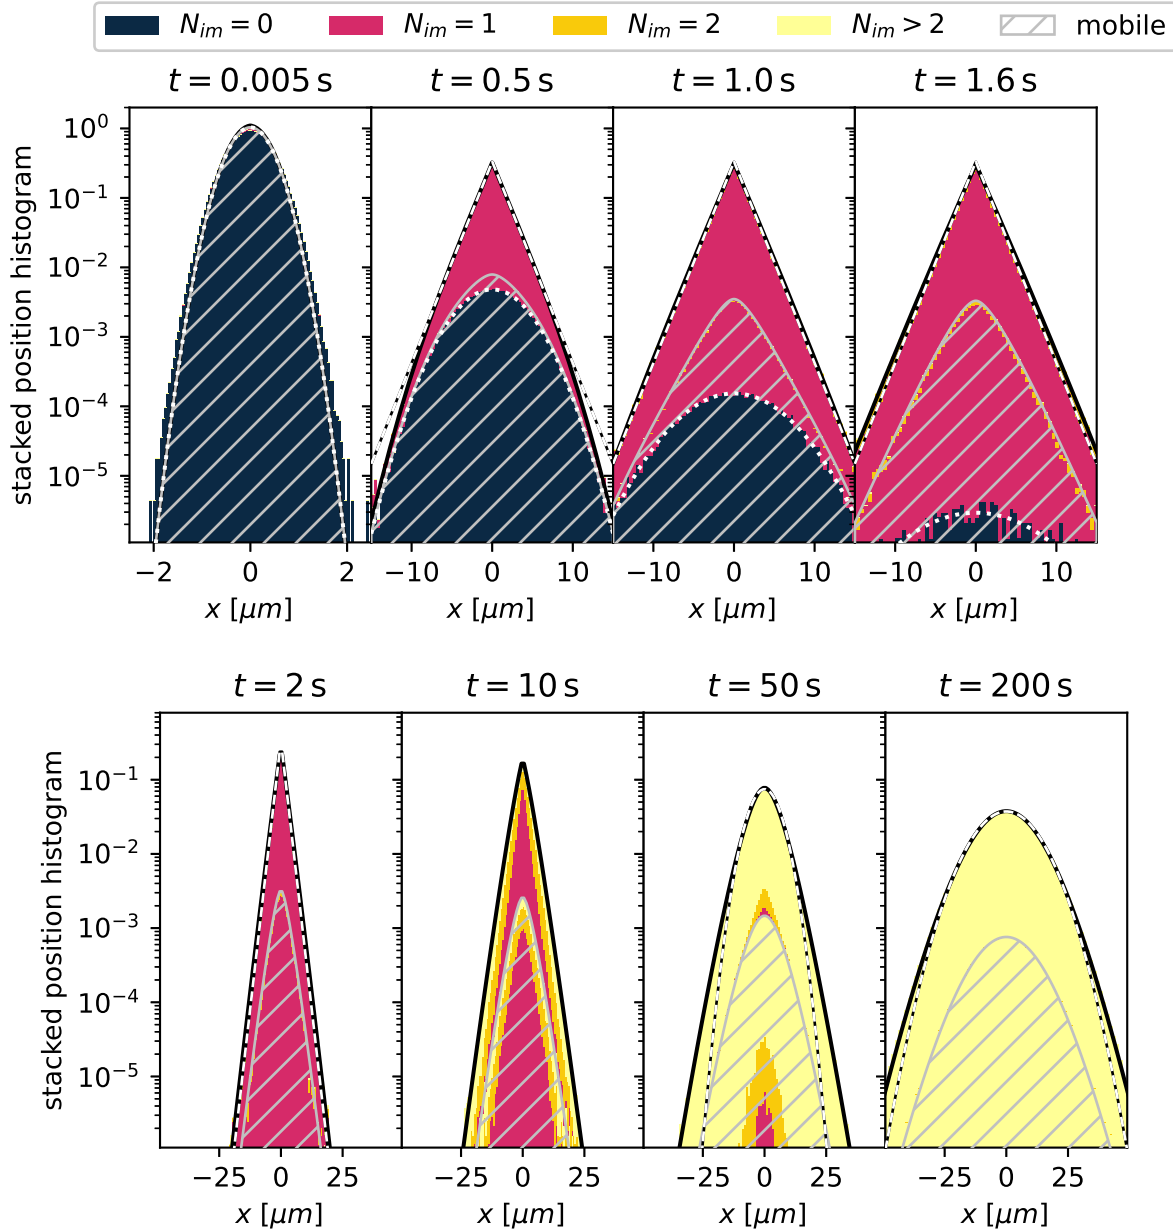 N_im = 0 N_im = 1 N_im = 2 N_im > 2 mobile
t = 0.005 s t = 0.5 s t = 1.0 s t = 1.6 s
stacked position histogram
10^0
10^−1
10^−2
10^−3
10^−4
10^−5
−2 0 2 −10 0 10 −10 0 10 −10 0 10
x [μm] x [μm] x [μm] x [μm]
t = 2 s t = 10 s t = 50 s t = 200 s
stacked position histogram
10^−1
10^−2
10^−3
10^−4
10^−5
−25 0 25 −25 0 25 −25 0 25 −25 0 25
x [μm] x [μm] x [μm] x [μm]